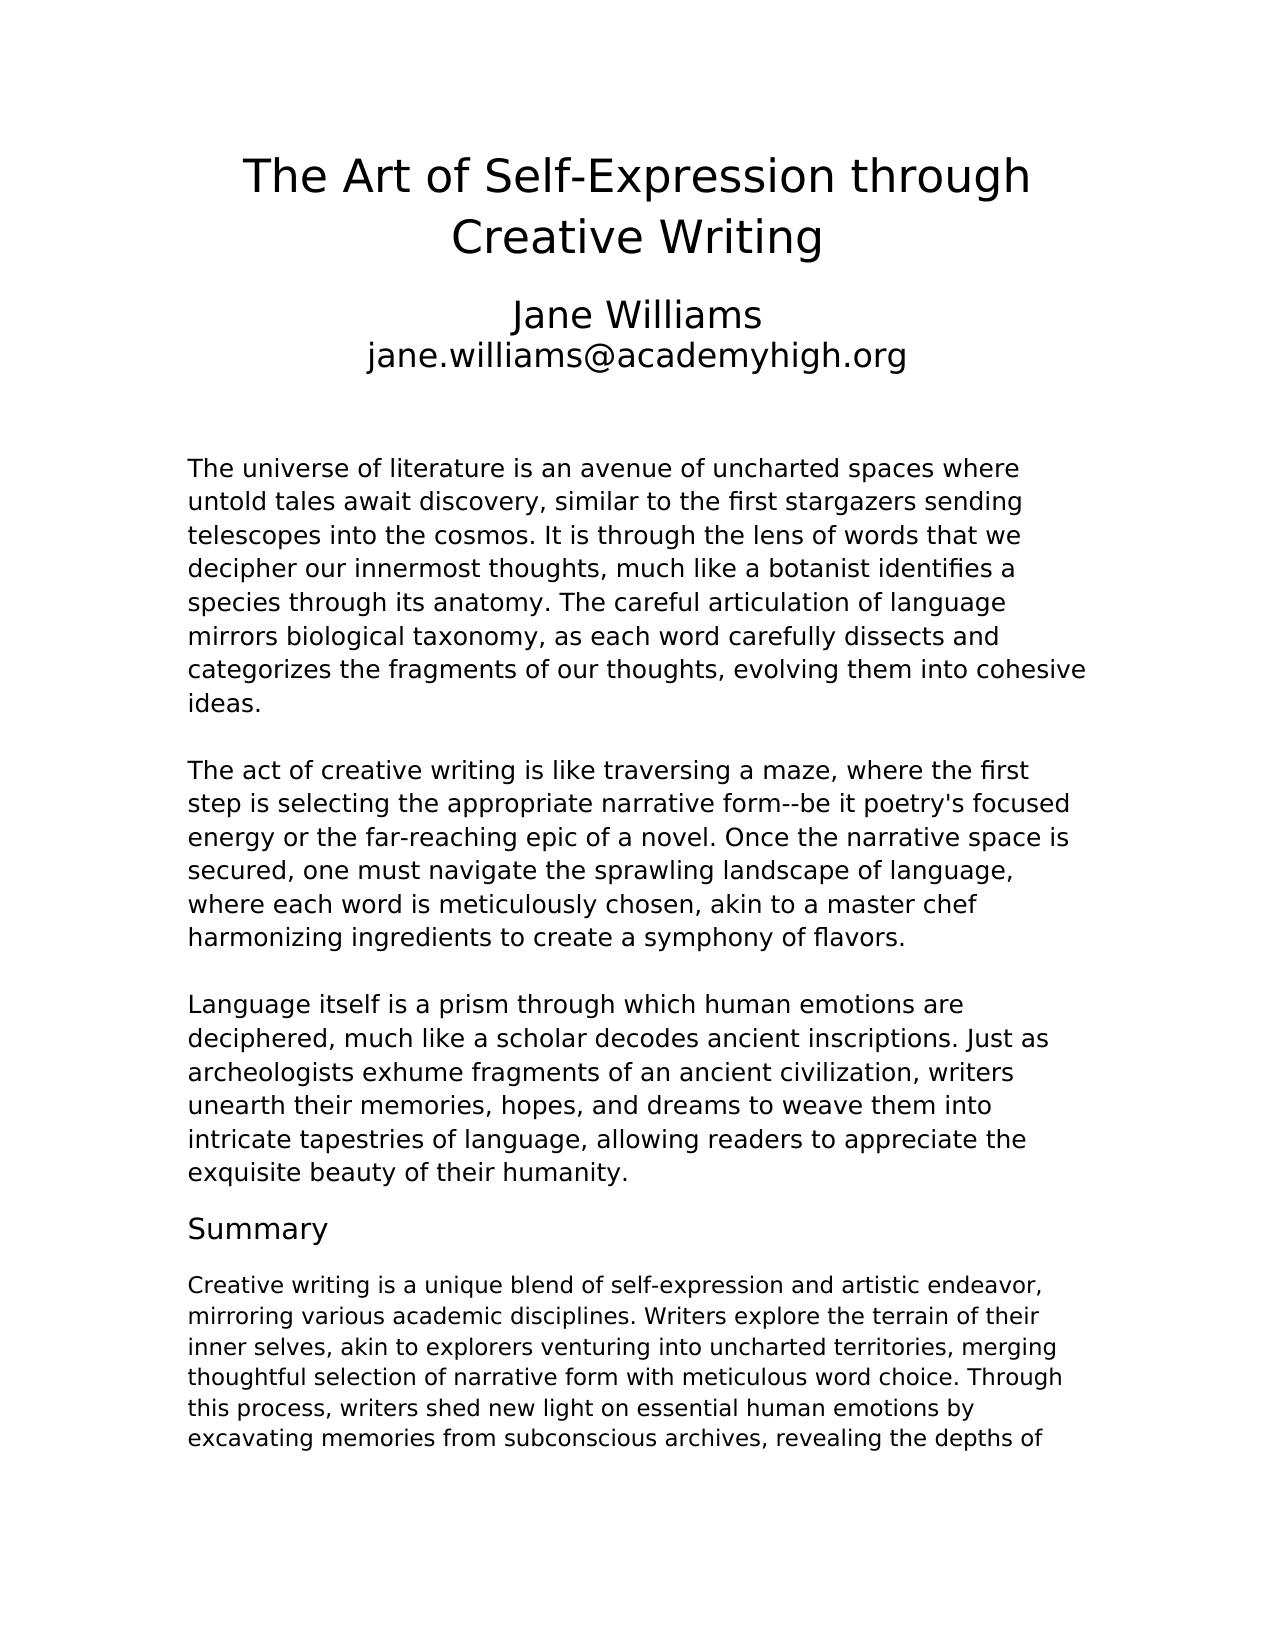 The Art of Self-Expression through
Creative Writing
Jane Williams
jane.williams@academyhigh.org
The universe of literature is an avenue of uncharted spaces where
untold tales await discovery, similar to the first stargazers sending
telescopes into the cosmos. It is through the lens of words that we
decipher our innermost thoughts, much like a botanist identifies a
species through its anatomy. The careful articulation of language
mirrors biological taxonomy, as each word carefully dissects and
categorizes the fragments of our thoughts, evolving them into cohesive
ideas.
The act of creative writing is like traversing a maze, where the first
step is selecting the appropriate narrative form--be it poetry's focused
energy or the far-reaching epic of a novel. Once the narrative space is
secured, one must navigate the sprawling landscape of language,
where each word is meticulously chosen, akin to a master chef
harmonizing ingredients to create a symphony of flavors.
Language itself is a prism through which human emotions are
deciphered, much like a scholar decodes ancient inscriptions. Just as
archeologists exhume fragments of an ancient civilization, writers
unearth their memories, hopes, and dreams to weave them into
intricate tapestries of language, allowing readers to appreciate the
exquisite beauty of their humanity.
Summary
Creative writing is a unique blend of self-expression and artistic endeavor,
mirroring various academic disciplines. Writers explore the terrain of their
inner selves, akin to explorers venturing into uncharted territories, merging
thoughtful selection of narrative form with meticulous word choice. Through
this process, writers shed new light on essential human emotions by
excavating memories from subconscious archives, revealing the depths of